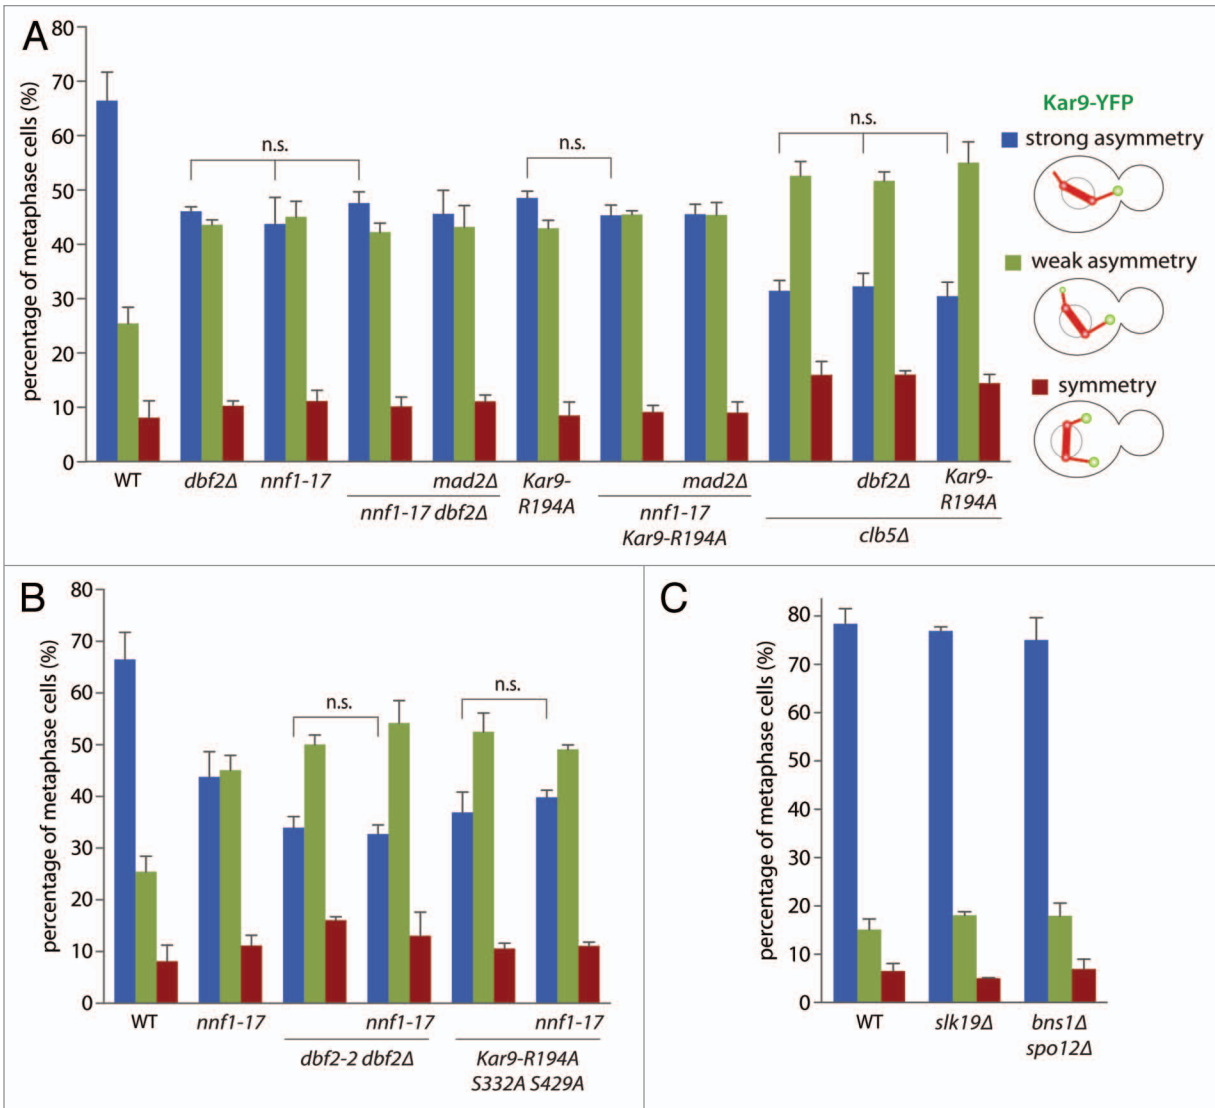 A
percentage of metaphase cells (%)
80
70
60
50
40
30
20
10
0
n.s.
n.s.
n.s.
WT
dbf2Δ
nnf1-17
mad2Δ
nnf1-17 dbf2Δ
Kar9-
R194A
mad2Δ
nnf1-17
Kar9-R194A
dbf2Δ
Kar9-
R194A
clb5Δ
Kar9-YFP
strong asymmetry
weak asymmetry
symmetry
B
percentage of metaphase cells (%)
80
70
60
50
40
30
20
10
0
n.s.
n.s.
WT
nnf1-17
nnf1-17
dbf2-2 dbf2Δ
nnf1-17
Kar9-R194A
S332A S429A
C
percentage of metaphase cells (%)
80
70
60
50
40
30
20
10
0
WT
slk19Δ
bns1Δ
spo12Δ